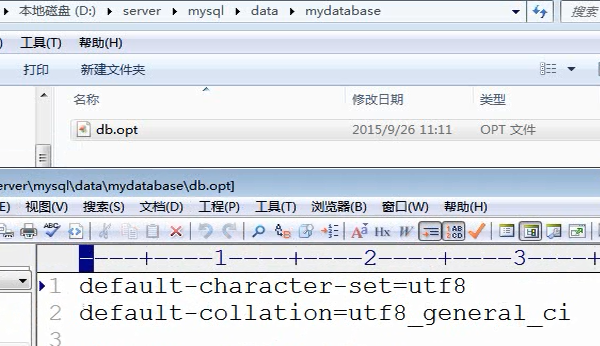 本地磁盘 (D:) ▸ server ▸ mysql ▸ data ▸ mydatabase
搜索
工具(T) 帮助(H)
打印 新建文件夹
名称 修改日期 类型
db.opt 2015/9/26 11:11 OPT 文件
erver\mysql\data\mydatabase\db.opt]
(E) 视图(V) 搜索(S) 文档(D) 工程(P) 工具(T) 浏览器(B) 窗口(W) 帮助(H)
----+----1----+----2----+----3----+
1 default-character-set=utf8
2 default-collation=utf8_general_ci
3